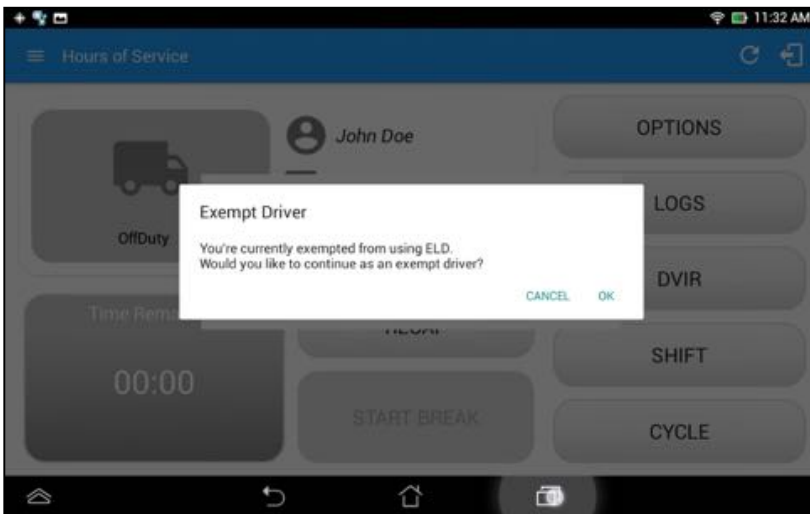 11:32 AM
Hours of Service
John Doe
OPTIONS
LOGS
OffDuty
Exempt Driver
You're currently exempted from using ELD.
Would you like to continue as an exempt driver?
CANCEL OK
DVIR
00:00
SHIFT
START BREAK
CYCLE